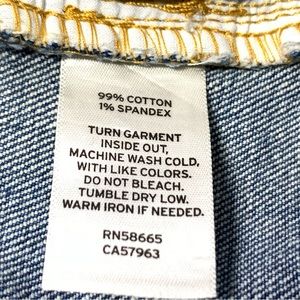 99% COTTON
1% SPANDEX
TURN GARMENT
INSIDE OUT,
MACHINE WASH COLD,
WITH LIKE COLORS.
DO NOT BLEACH.
TUMBLE DRY LOW.
WARM IRON IF NEEDED.
RN58665
CA57963